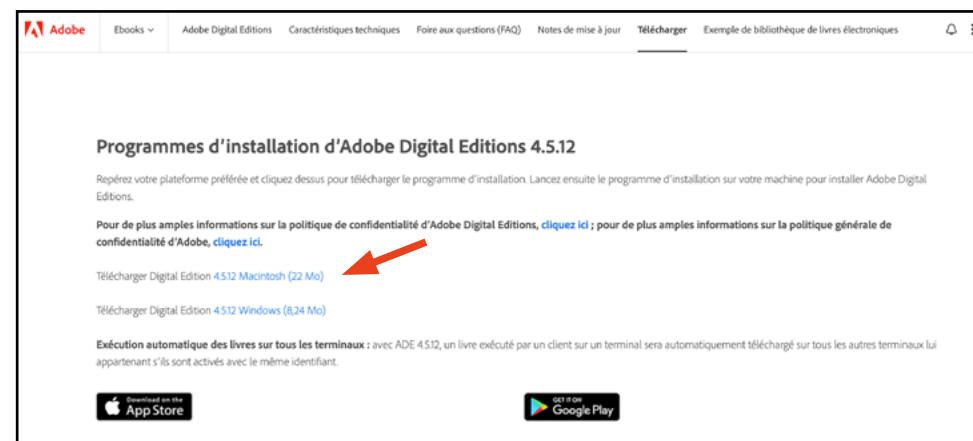 Adobe
Ebooks
Adobe Digital Editions
Caractéristiques techniques
Foire aux questions (FAQ)
Notes de mise à jour
Télécharger
Exemple de bibliothèque de livres électroniques
Programmes d'installation d'Adobe Digital Editions 4.5.12
Repérez votre plateforme préférée et cliquez dessus pour télécharger le programme d'installation. Lancez ensuite le programme d'installation sur votre machine pour installer Adobe Digital
Editions.
Pour de plus amples informations sur la politique de confidentialité d'Adobe Digital Editions, cliquez ici ; pour de plus amples informations sur la politique générale de
confidentialité d'Adobe, cliquez ici.
Télécharger Digital Edition 4.5.12 Macintosh (22 Mo)
Télécharger Digital Edition 4.5.12 Windows (8,24 Mo)
Exécution automatique des livres sur tous les terminaux : avec ADE 4.5.12, un livre exécuté par un client sur un terminal sera automatiquement téléchargé sur tous les autres terminaux lui
appartenant s'ils sont activés avec le même identifiant.
Download on the
App Store
GET IT ON
Google Play